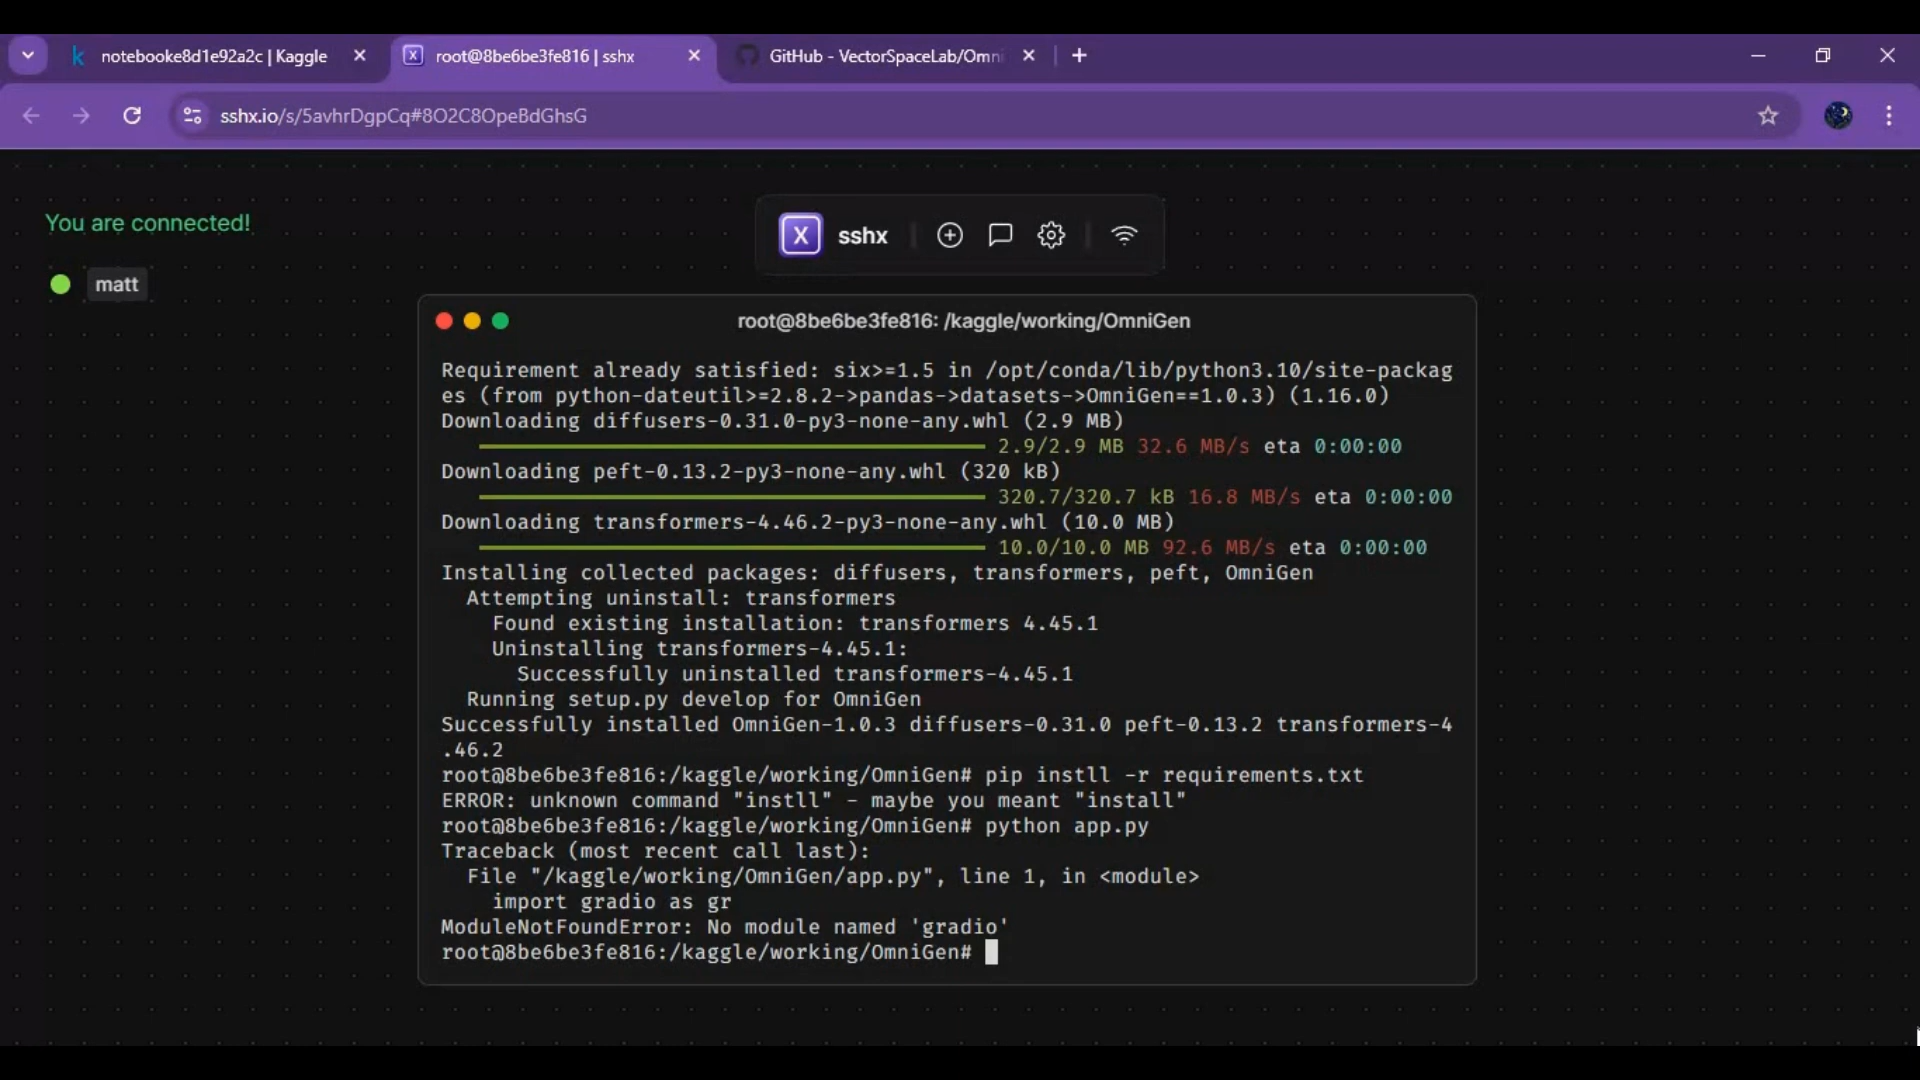 notebooke8d1e92a2c | Kaggle
root@8be6be3fe816 | sshx
GitHub - VectorSpaceLab/Omni
sshx.io/s/5avhrDgpCq#8O2C8OpeBdGhsG
You are connected!
X sshx
matt
root@8be6be3fe816: /kaggle/working/OmniGen
Requirement already satisfied: six>=1.5 in /opt/conda/lib/python3.10/site-packag
es (from python-dateutil>=2.8.2->pandas->datasets->OmniGen==1.0.3) (1.16.0)
Downloading diffusers-0.31.0-py3-none-any.whl (2.9 MB)
2.9/2.9 MB 32.6 MB/s eta 0:00:00
Downloading peft-0.13.2-py3-none-any.whl (320 kB)
320.7/320.7 kB 16.8 MB/s eta 0:00:00
Downloading transformers-4.46.2-py3-none-any.whl (10.0 MB)
10.0/10.0 MB 92.6 MB/s eta 0:00:00
Installing collected packages: diffusers, transformers, peft, OmniGen
Attempting uninstall: transformers
Found existing installation: transformers 4.45.1
Uninstalling transformers-4.45.1:
Successfully uninstalled transformers-4.45.1
Running setup.py develop for OmniGen
Successfully installed OmniGen-1.0.3 diffusers-0.31.0 peft-0.13.2 transformers-4
.46.2
root@8be6be3fe816:/kaggle/working/OmniGen# pip instll -r requirements.txt
ERROR: unknown command "instll" - maybe you meant "install"
root@8be6be3fe816:/kaggle/working/OmniGen# python app.py
Traceback (most recent call last):
File "/kaggle/working/OmniGen/app.py", line 1, in <module>
import gradio as gr
ModuleNotFoundError: No module named 'gradio'
root@8be6be3fe816:/kaggle/working/OmniGen#